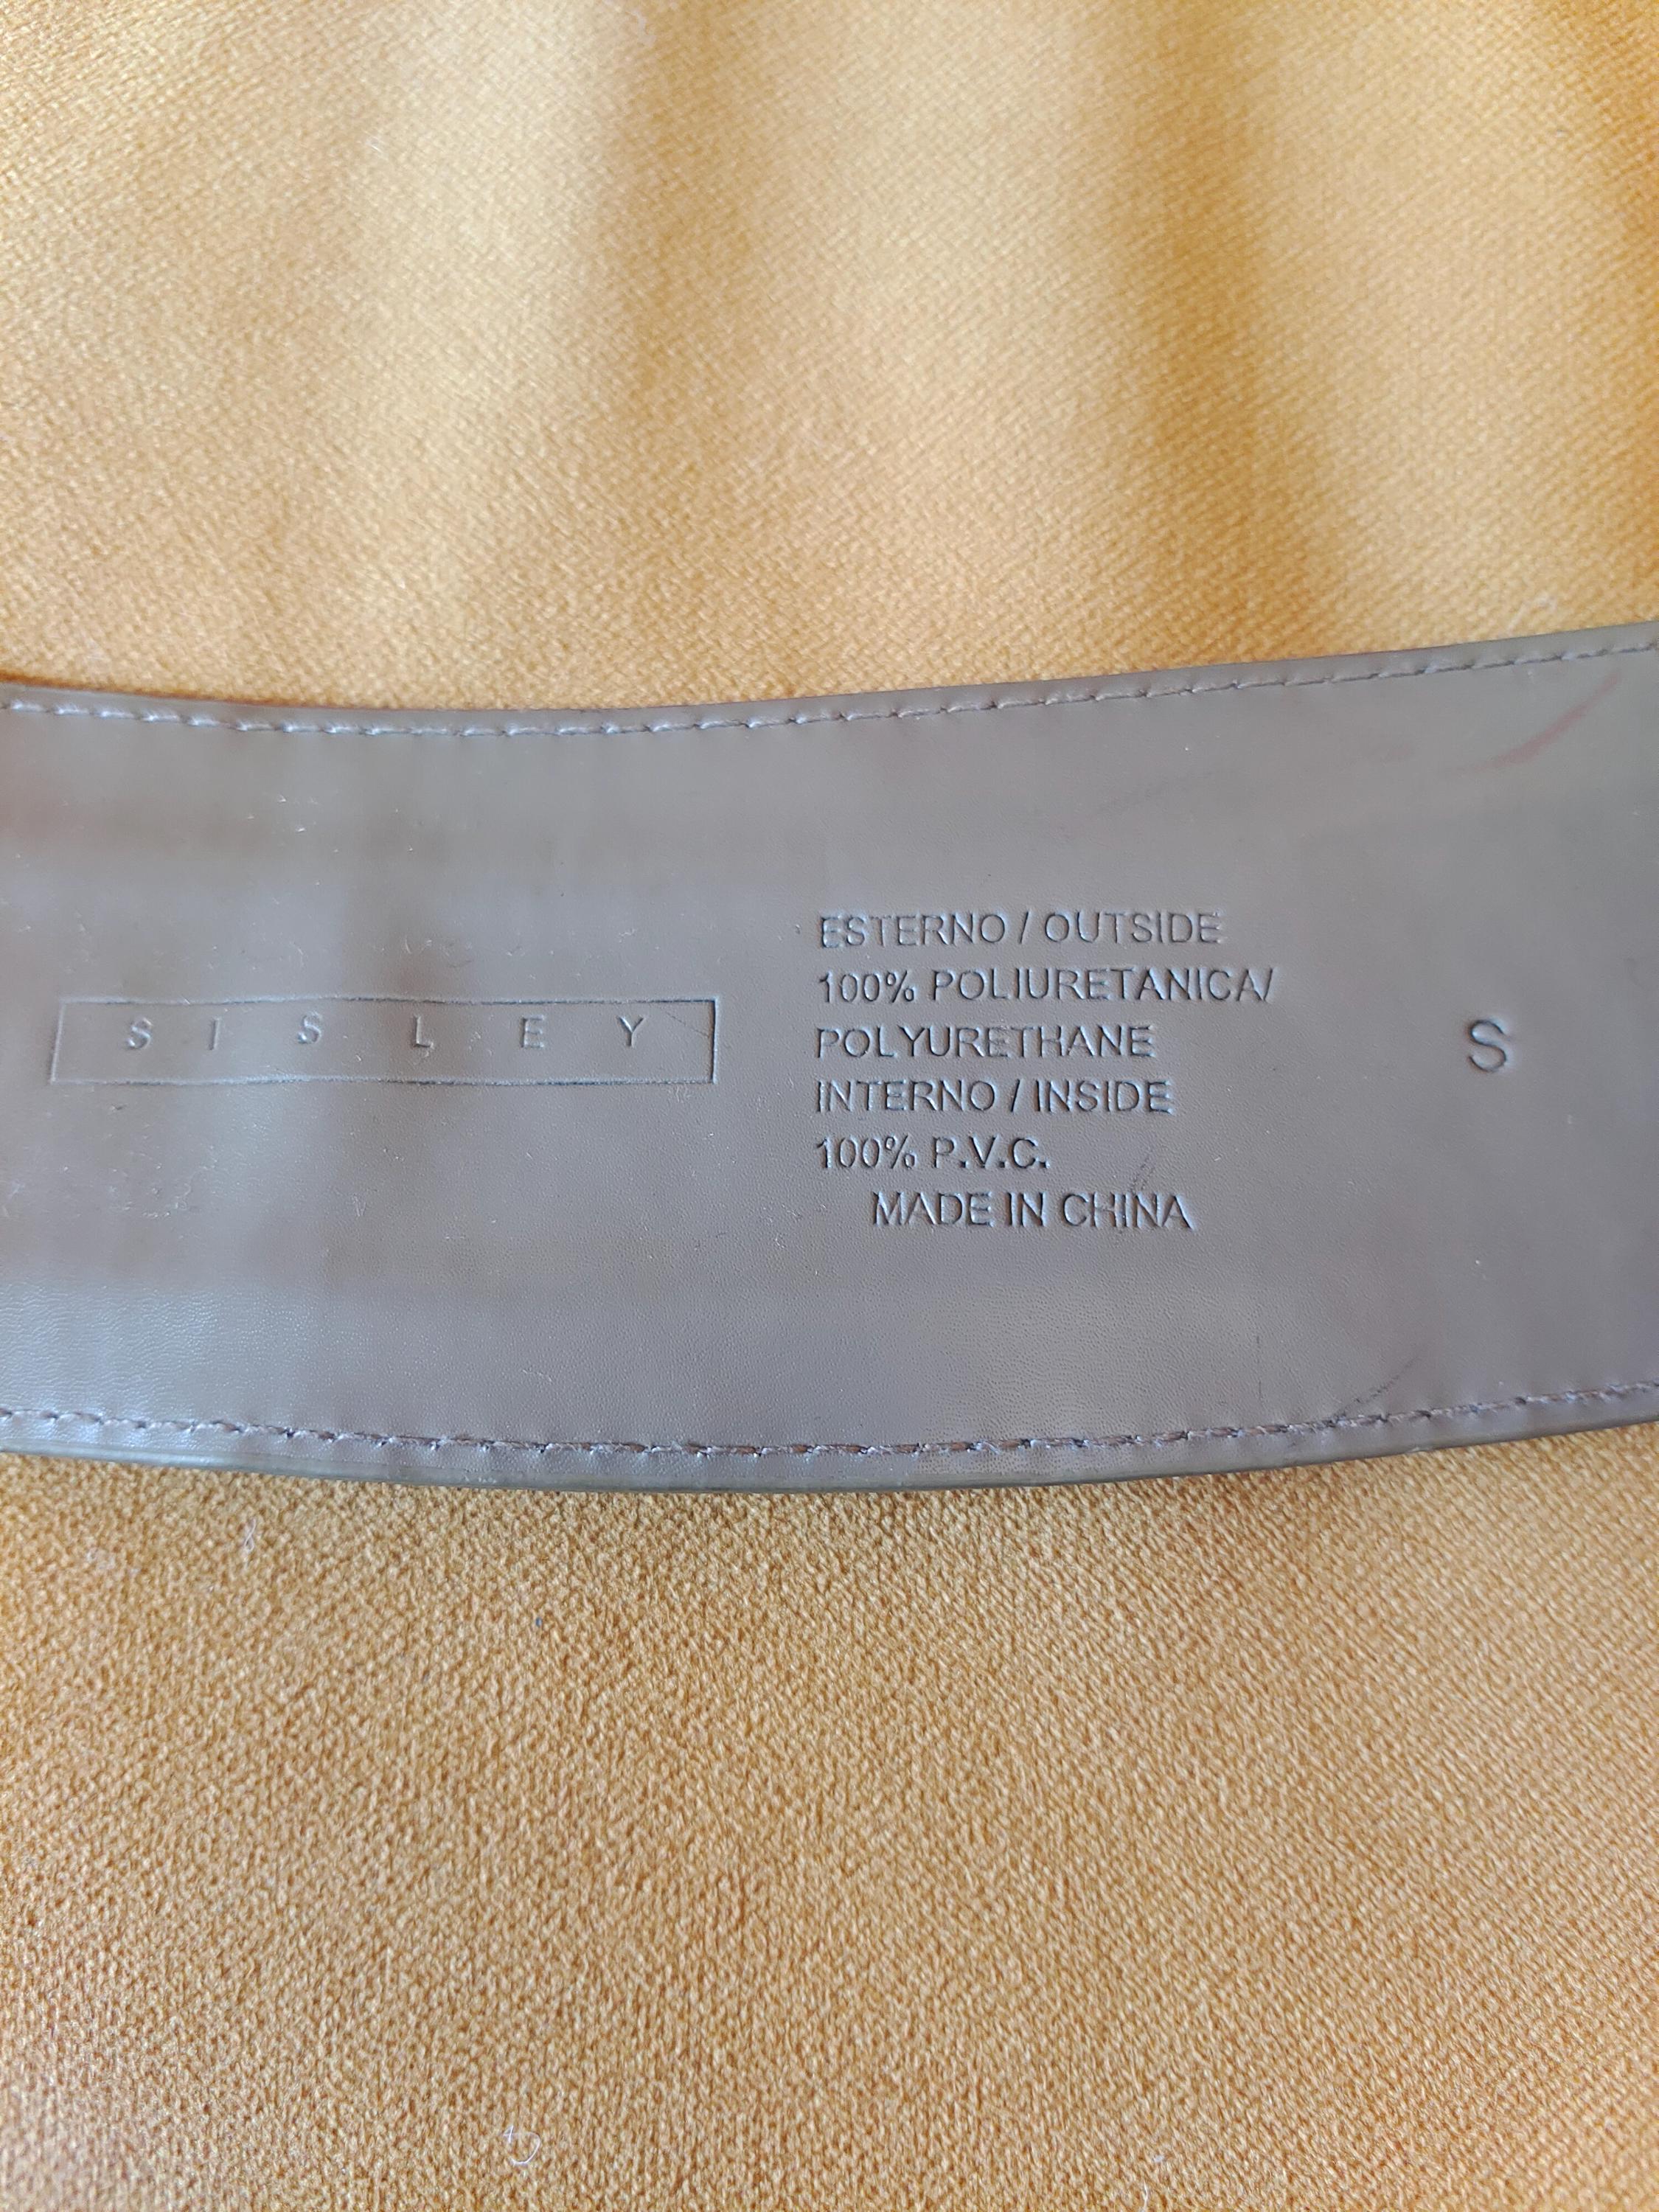 SISLEY
ESTERNO / OUTSIDE
100% POLIURETANICA/
POLYURETHANE
INTERNO / INSIDE
100% P.V.C.
MADE IN CHINA
S